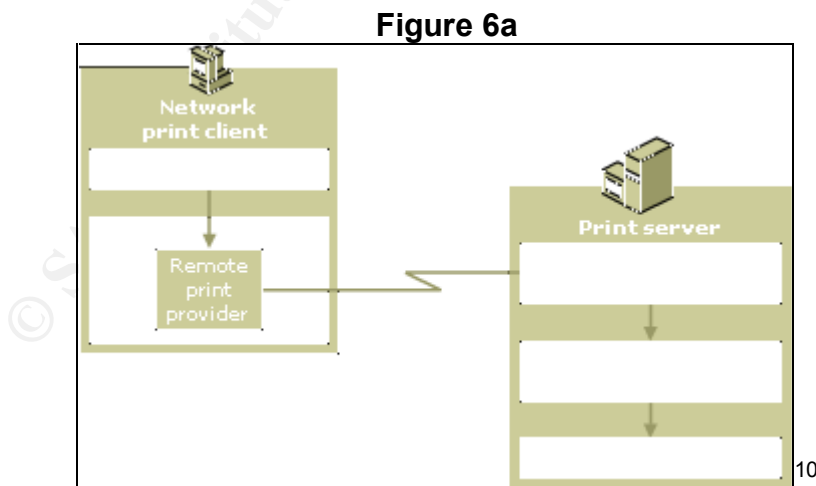 Figure 6a
Network
print client
Print server
Remote
print
provider
10